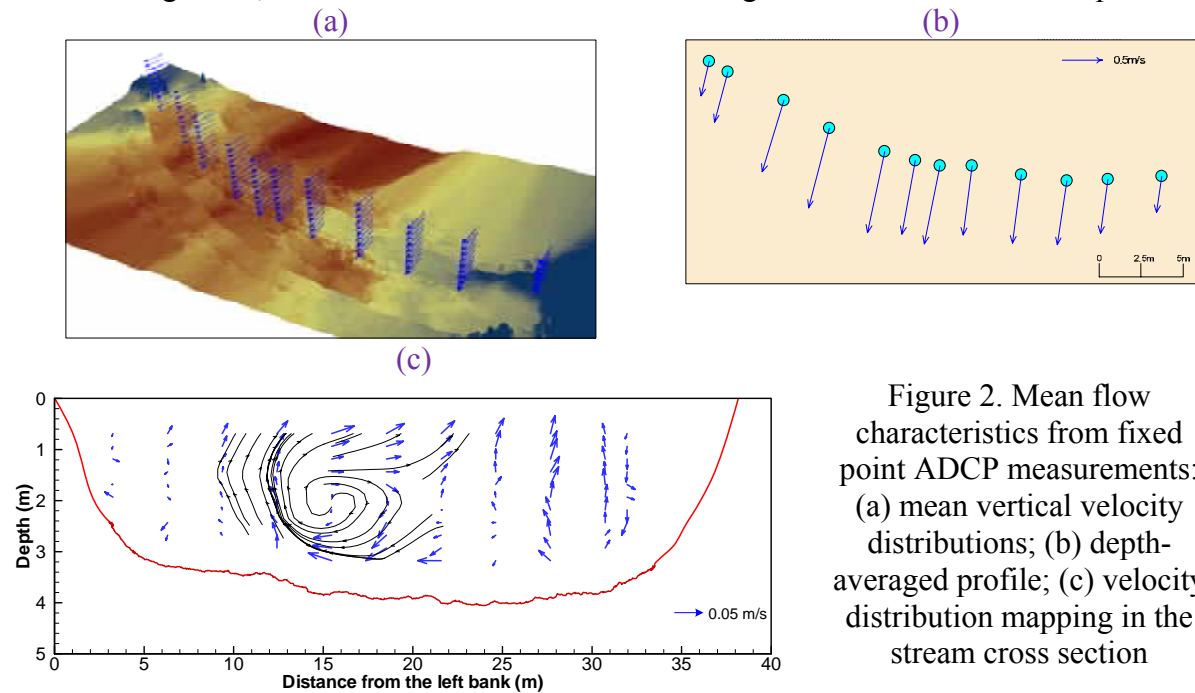 (a)
(b)
0.5m/s
0 2.5m 5m
(c)
0
1
2
3
4
5
Depth (m)
0.05 m/s
0 5 10 15 20 25 30 35 40
Distance from the left bank (m)
Figure 2. Mean flow
characteristics from fixed
point ADCP measurements:
(a) mean vertical velocity
distributions; (b) depth-
averaged profile; (c) velocity
distribution mapping in the
stream cross section